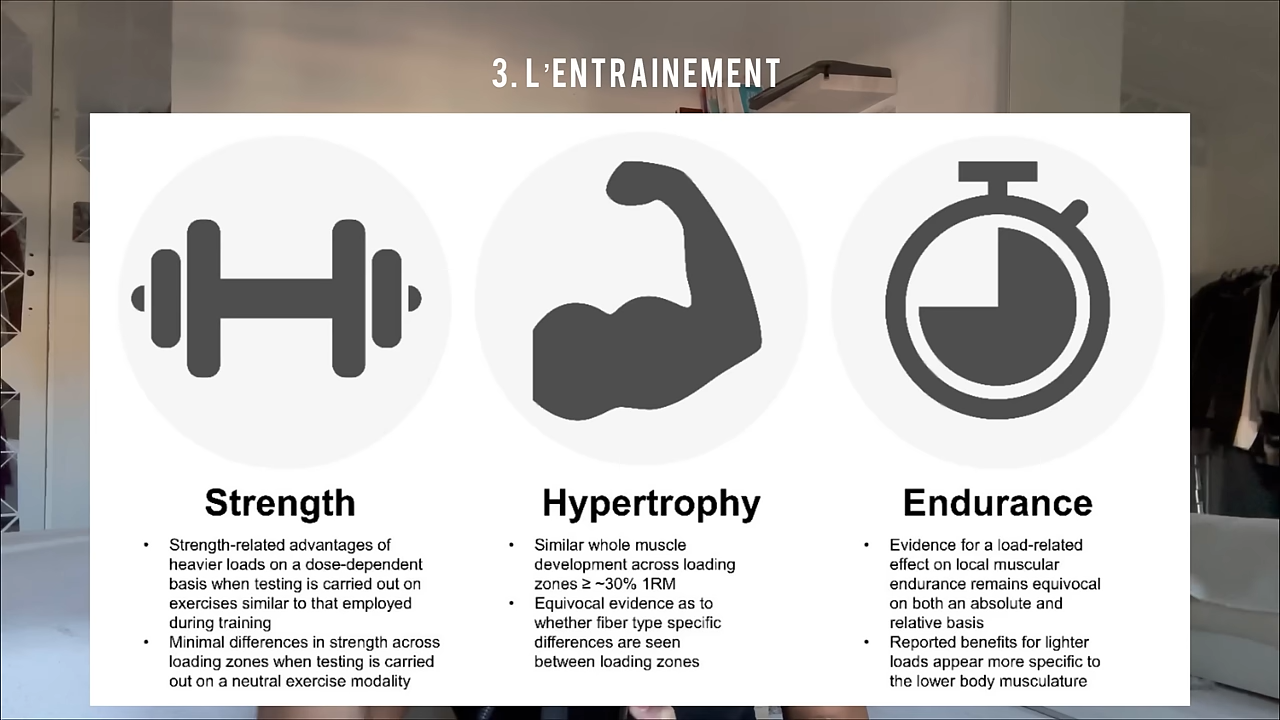 3. L'ENTRAINEMENT
Strength
• Strength-related advantages of
heavier loads on a dose-dependent
basis when testing is carried out on
exercises similar to that employed
during training
• Minimal differences in strength across
loading zones when testing is carried
out on a neutral exercise modality
Hypertrophy
• Similar whole muscle
development across loading
zones ≥ ~30% 1RM
• Equivocal evidence as to
whether fiber type specific
differences are seen
between loading zones
Endurance
• Evidence for a load-related
effect on local muscular
endurance remains equivocal
on both an absolute and
relative basis
• Reported benefits for lighter
loads appear more specific to
the lower body musculature